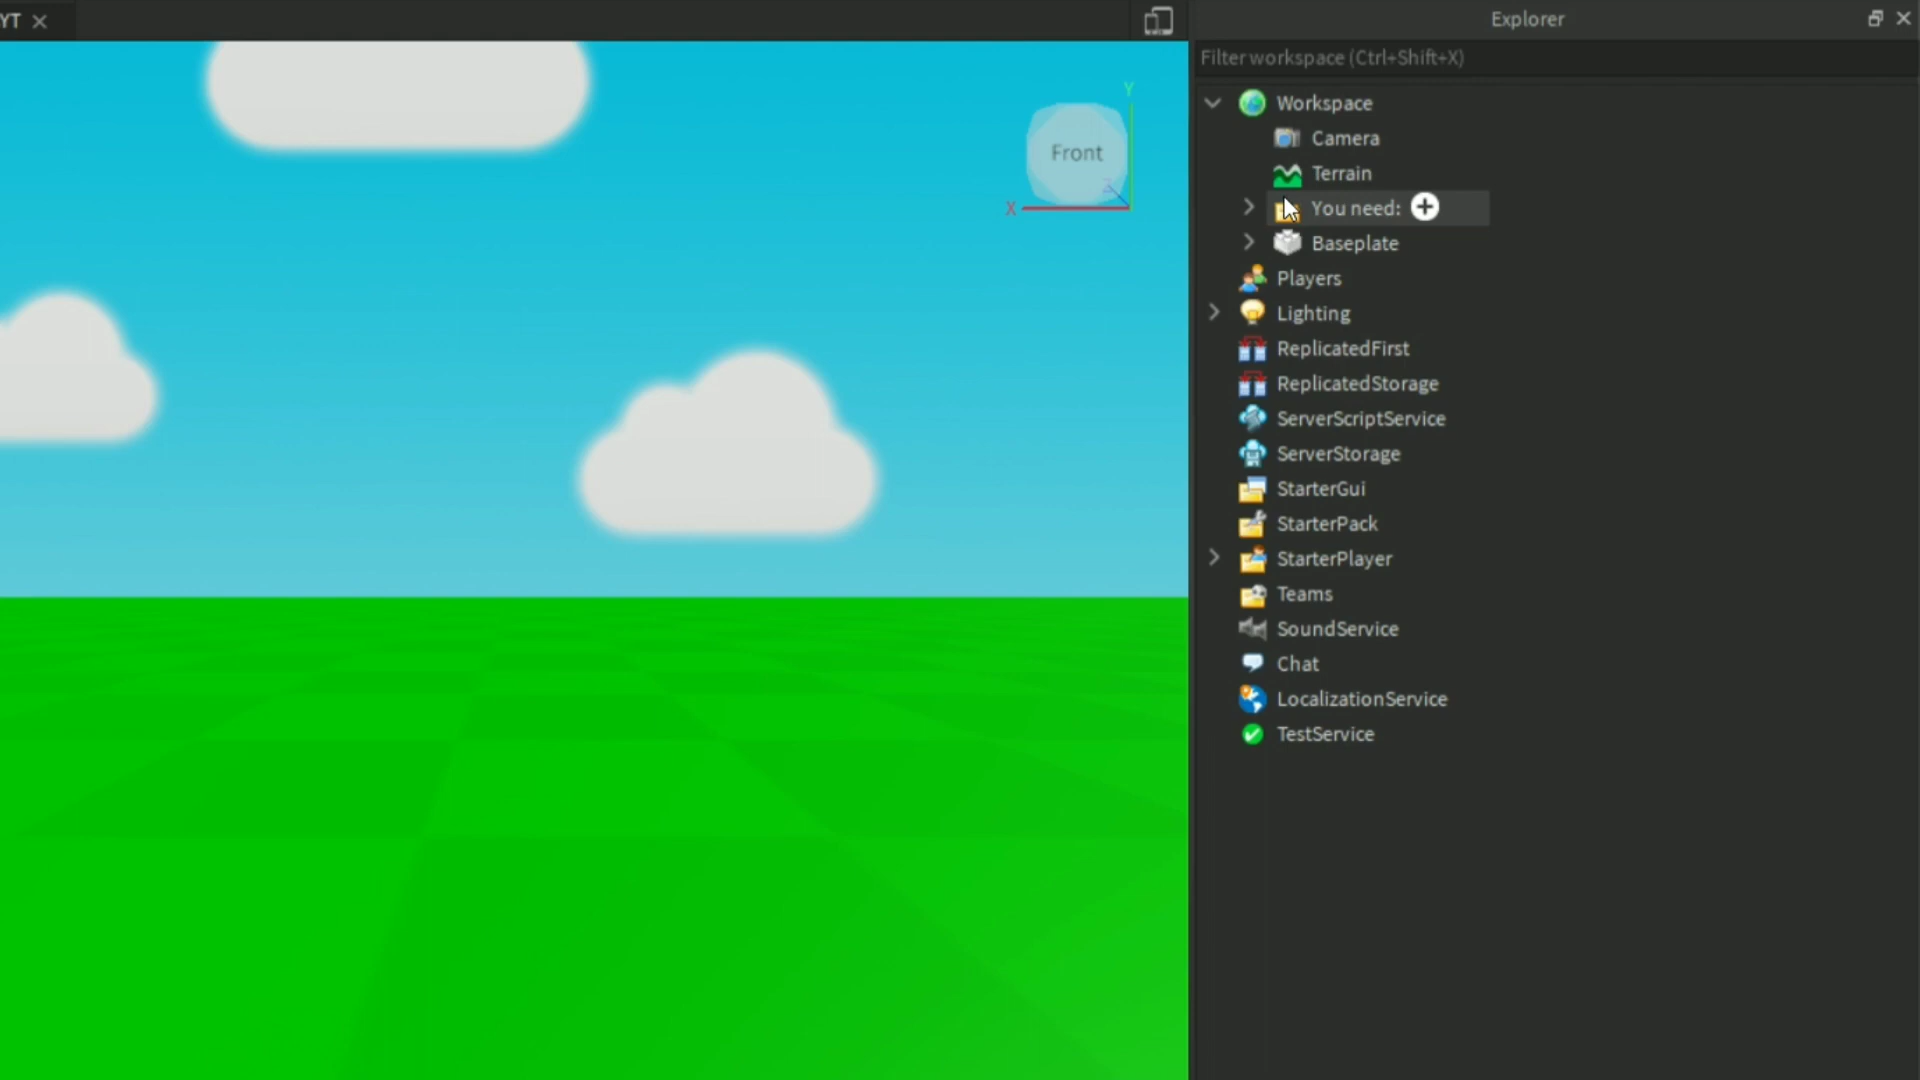 YT
Explorer
Filter workspace (Ctrl+Shift+X)
Y
Front
Z
X
Workspace
Camera
Terrain
You need:
Baseplate
Players
Lighting
ReplicatedFirst
ReplicatedStorage
ServerScriptService
ServerStorage
StarterGui
StarterPack
StarterPlayer
Teams
SoundService
Chat
LocalizationService
TestService